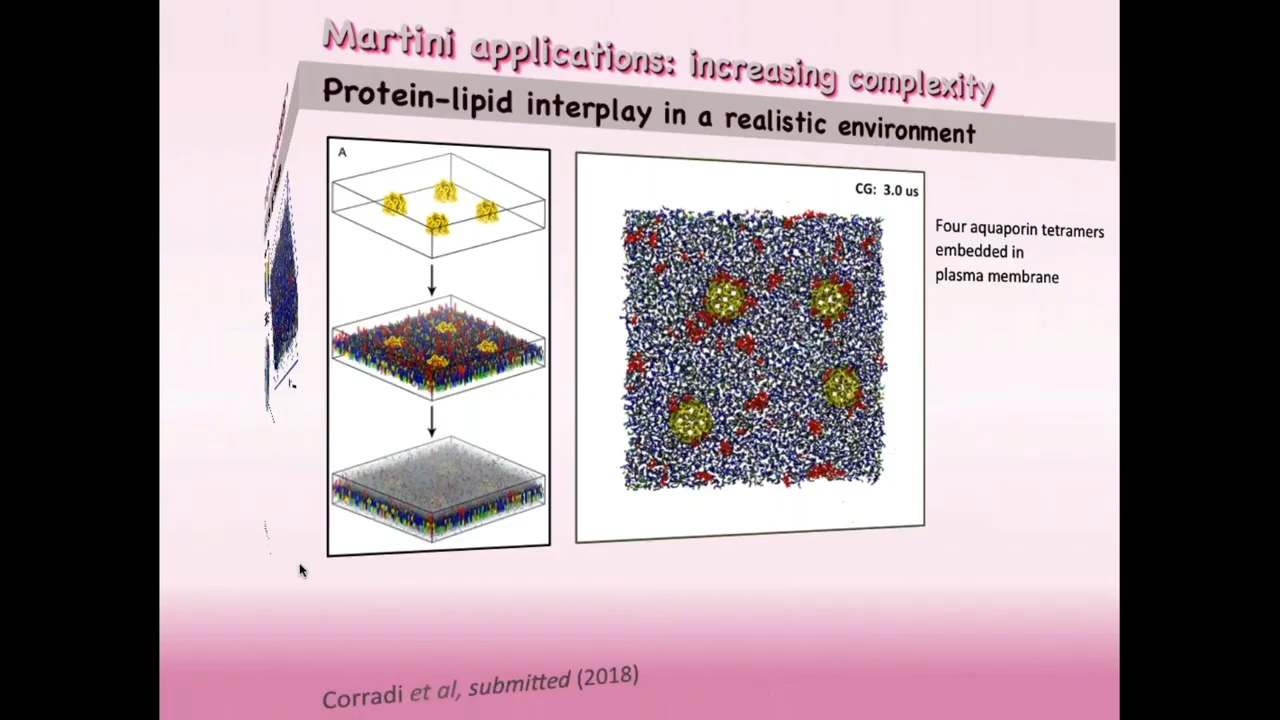 Martini applications: increasing complexity
Protein-lipid interplay in a realistic environment
A
CG: 3.0 us
Four aquaporin tetramers
embedded in
plasma membrane
Corradi et al, submitted (2018)